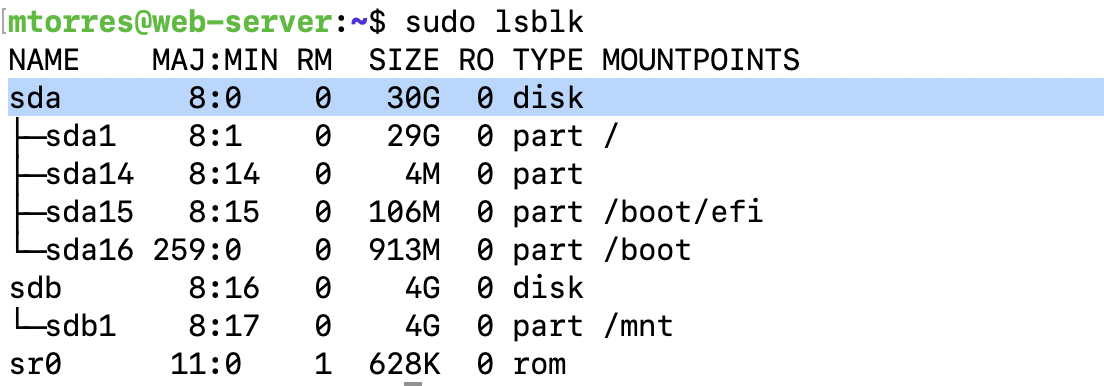 mtorres@web-server:~$ sudo lsblk
NAME    MAJ:MIN RM   SIZE RO TYPE MOUNTPOINTS
sda       8:0    0    30G  0 disk
├─sda1    8:1    0    29G  0 part /
├─sda14   8:14   0     4M  0 part
├─sda15   8:15   0   106M  0 part /boot/efi
└─sda16 259:0    0   913M  0 part /boot
sdb       8:16   0     4G  0 disk
└─sdb1    8:17   0     4G  0 part /mnt
sr0      11:0    1   628K  0 rom